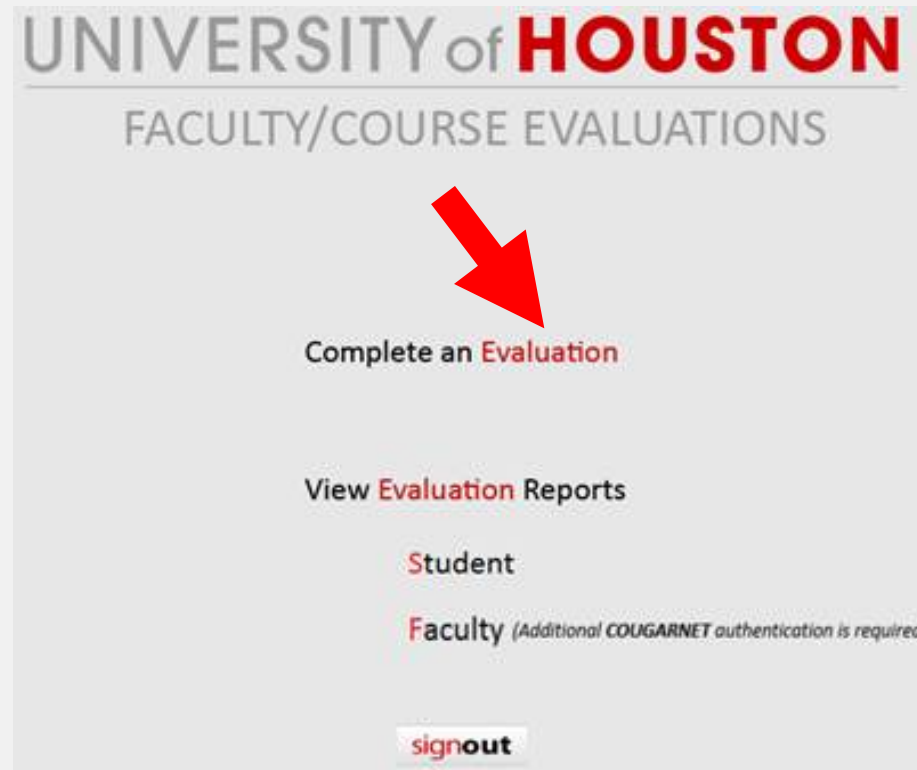 UNIVERSITY of HOUSTON
FACULTY/COURSE EVALUATIONS
Complete an Evaluation
View Evaluation Reports
Student
Faculty (Additional COUGARNET authentication is required
signout